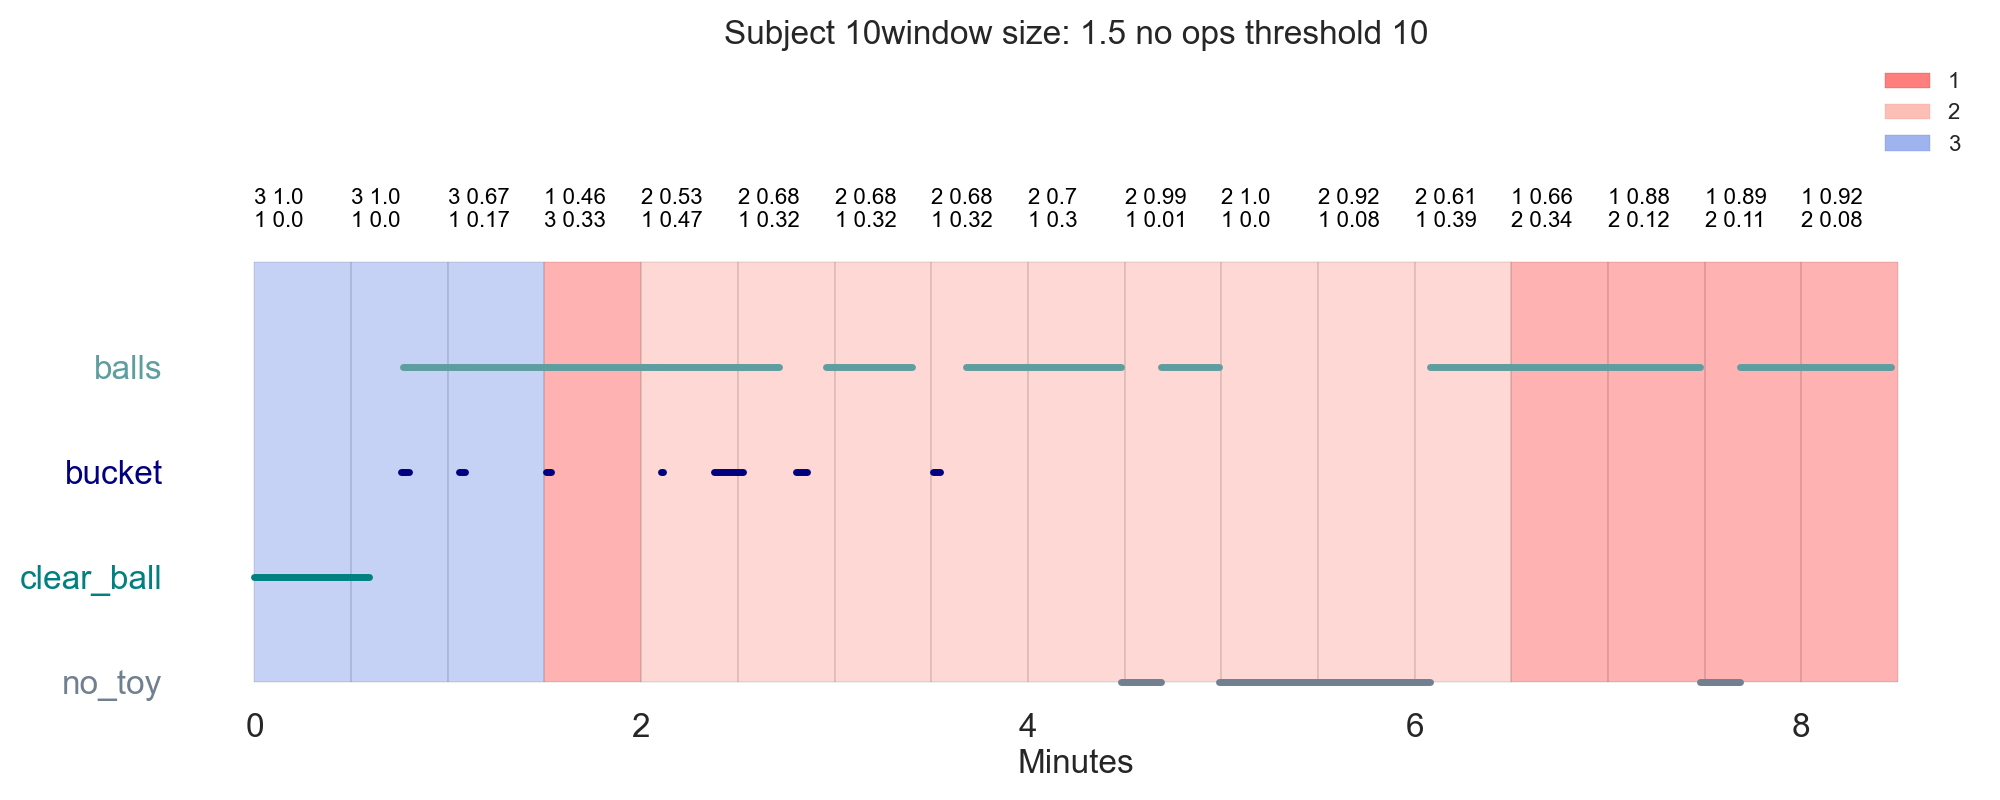 Subject 10window size: 1.5 no ops threshold 10
1
2
3
3 1.0 3 1.0 3 0.67 1 0.46 2 0.53 2 0.68 2 0.68 2 0.68 2 0.7 2 0.99 2 1.0 2 0.92 2 0.61 1 0.66 1 0.88 1 0.89 1 0.92
1 0.0 1 0.0 1 0.17 3 0.33 1 0.47 1 0.32 1 0.32 1 0.32 1 0.3 1 0.01 1 0.0 1 0.08 1 0.39 2 0.34 2 0.12 2 0.11 2 0.08
balls
bucket
clear_ball
no_toy
0 2 4 6 8
Minutes